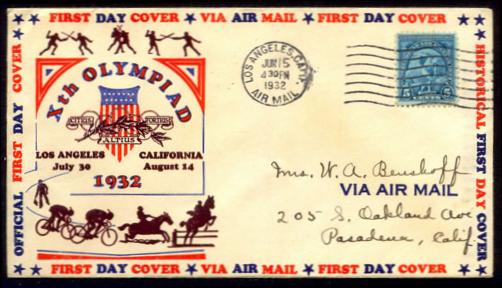 ★ FIRST DAY COVER ★ VIA AIR MAIL ★ FIRST DAY COVER ★
OFFICIAL FIRST DAY COVER
Xth OLYMPIAD
CITIUS FORTIUS
ALTIUS
LOS ANGELES CALIFORNIA
July 30 August 14
1932
LOS ANGELES, CALIF.
JUN 15
4 30 PM
1932
AIR MAIL
5 5
Mrs. W. A. Benshoff
VIA AIR MAIL
205 S. Oakland Ave
Pasadena, Calif.
HISTORICAL FIRST DAY COVER
★ FIRST DAY COVER ★ VIA AIR MAIL ★ FIRST DAY COVER ★